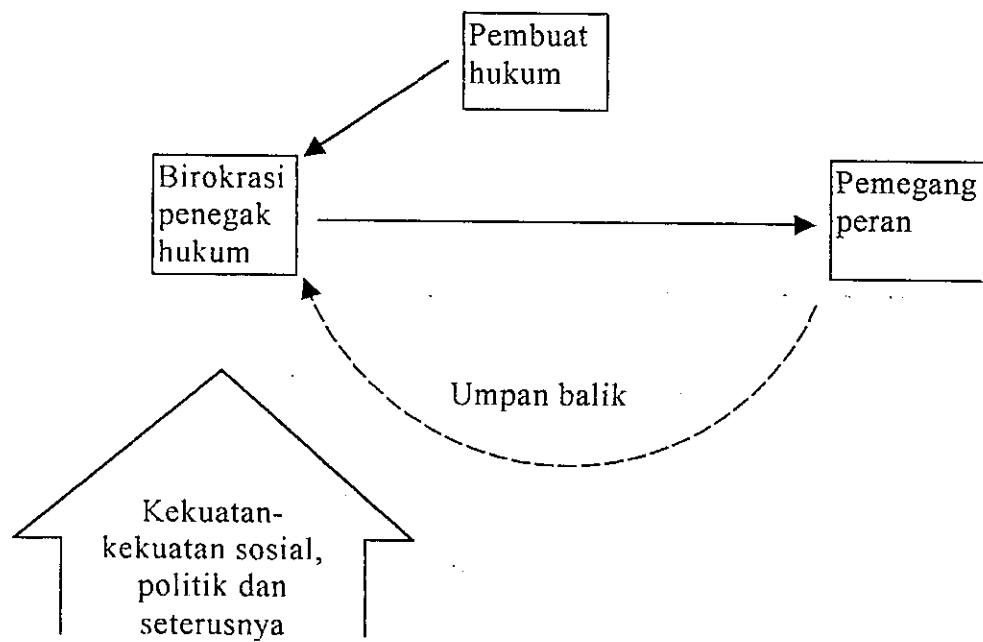 Pembuat
hukum
Birokrasi
penegak
hukum
Pemegang
peran
Umpan balik
Kekuatan-
kekuatan sosial,
politik dan
seterusnya